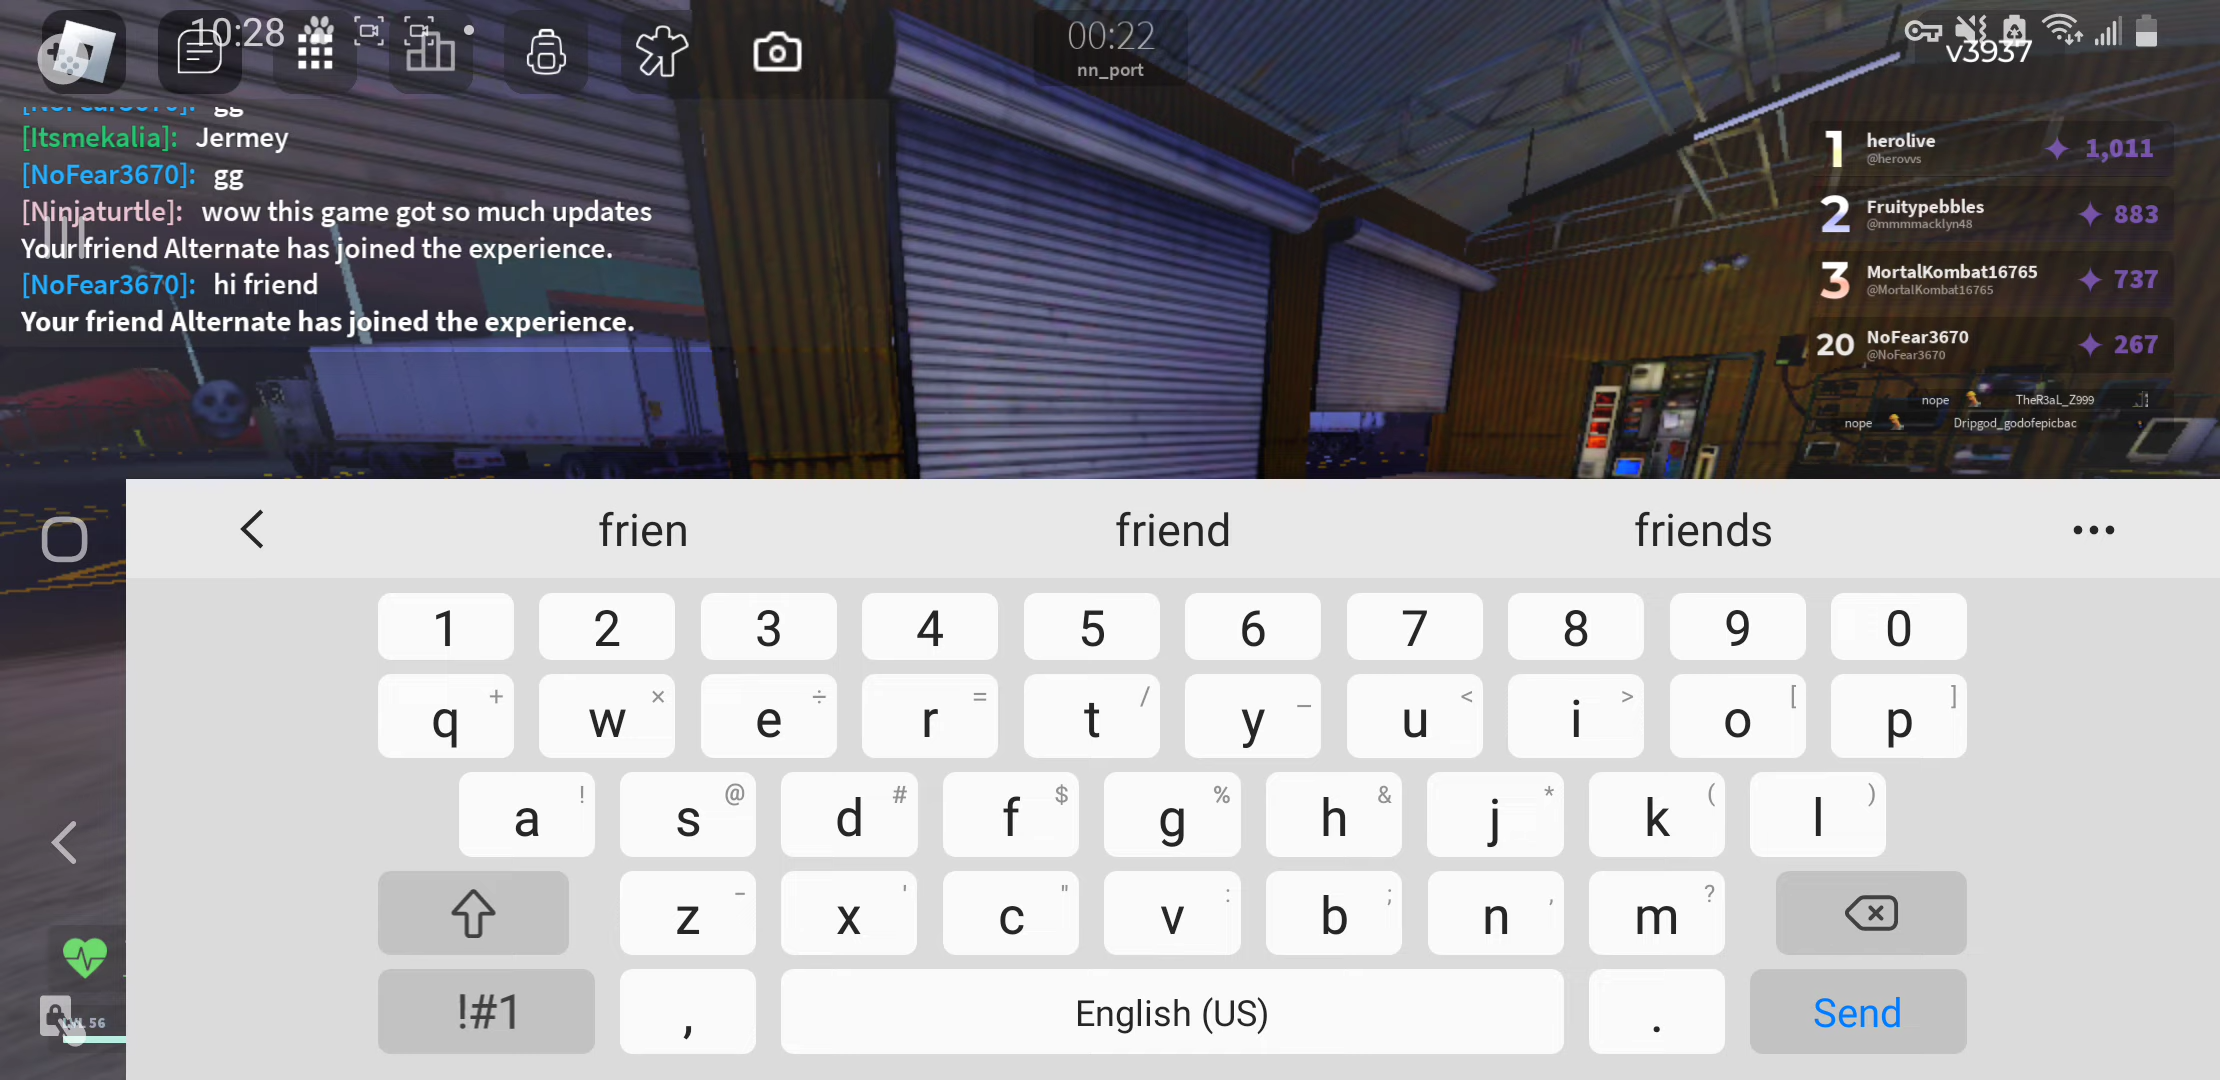 10:28
00:22
nn_port
v3937
gg
[Itsmekalia]: Jermey
[NoFear3670]: gg
[Ninjaturtle]: wow this game got so much updates
Your friend Alternate has joined the experience.
[NoFear3670]: hi friend
Your friend Alternate has joined the experience.
1 herolive 1,011
@herovvs
2 Fruitypebbles 883
@mmmmacklyn48
3 MortalKombat16765 737
@MortalKombat16765
20 NoFear3670 267
@NoFear3670
nope TheR3aL_Z999
nope Dripgod_godofepicbac
frien friend friends
1 2 3 4 5 6 7 8 9 0
q + w × e ÷ r = t / y _ u < i > o [ p ]
a ! s @ d # f $ g % h & j * k ( l )
z - x ' c " v : b ; n , m ?
!#1 , English (US) . Send
LVL 56